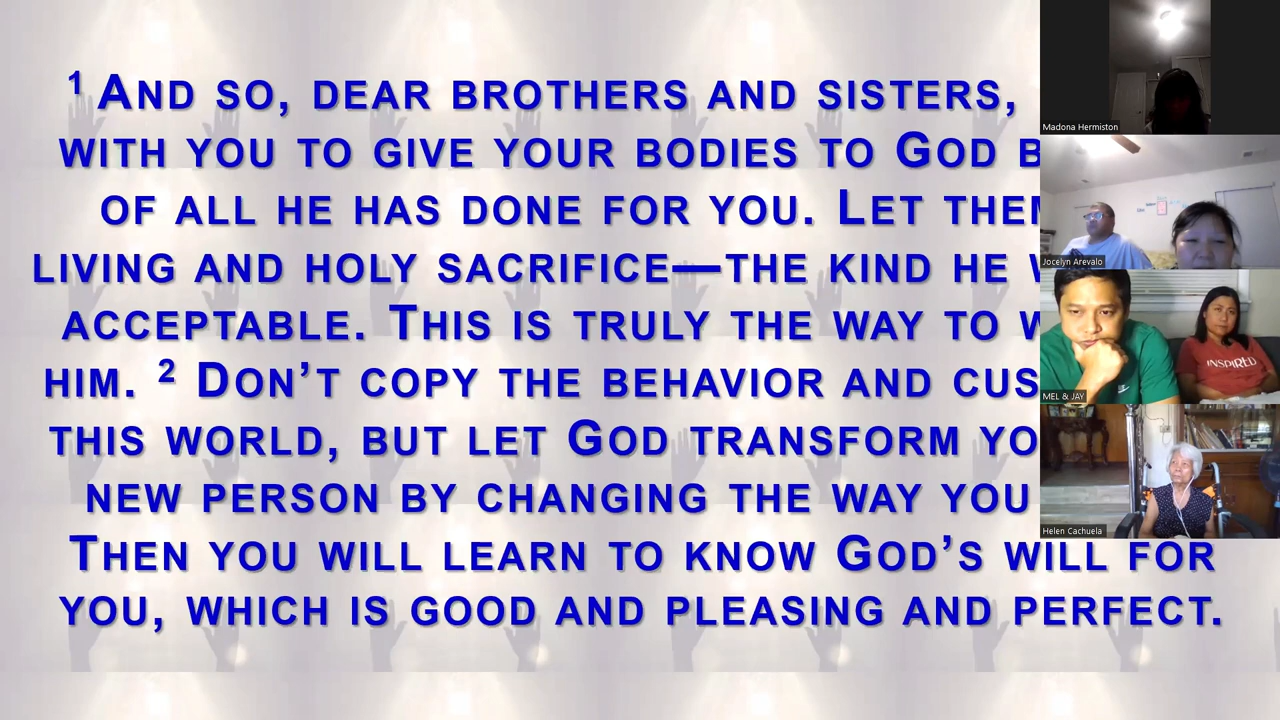 1 AND SO, DEAR BROTHERS AND SISTERS,
WITH YOU TO GIVE YOUR BODIES TO GOD B
OF ALL HE HAS DONE FOR YOU. LET THEM
LIVING AND HOLY SACRIFICE—THE KIND HE W
ACCEPTABLE. THIS IS TRULY THE WAY TO W
HIM. 2 DON’T COPY THE BEHAVIOR AND CUS
THIS WORLD, BUT LET GOD TRANSFORM YO
NEW PERSON BY CHANGING THE WAY YOU
THEN YOU WILL LEARN TO KNOW GOD’S WILL FOR
YOU, WHICH IS GOOD AND PLEASING AND PERFECT.
Madona Hermiston
Jocelyn Arevalo
INSPIRED
MEL & JAY
Helen Cachuela